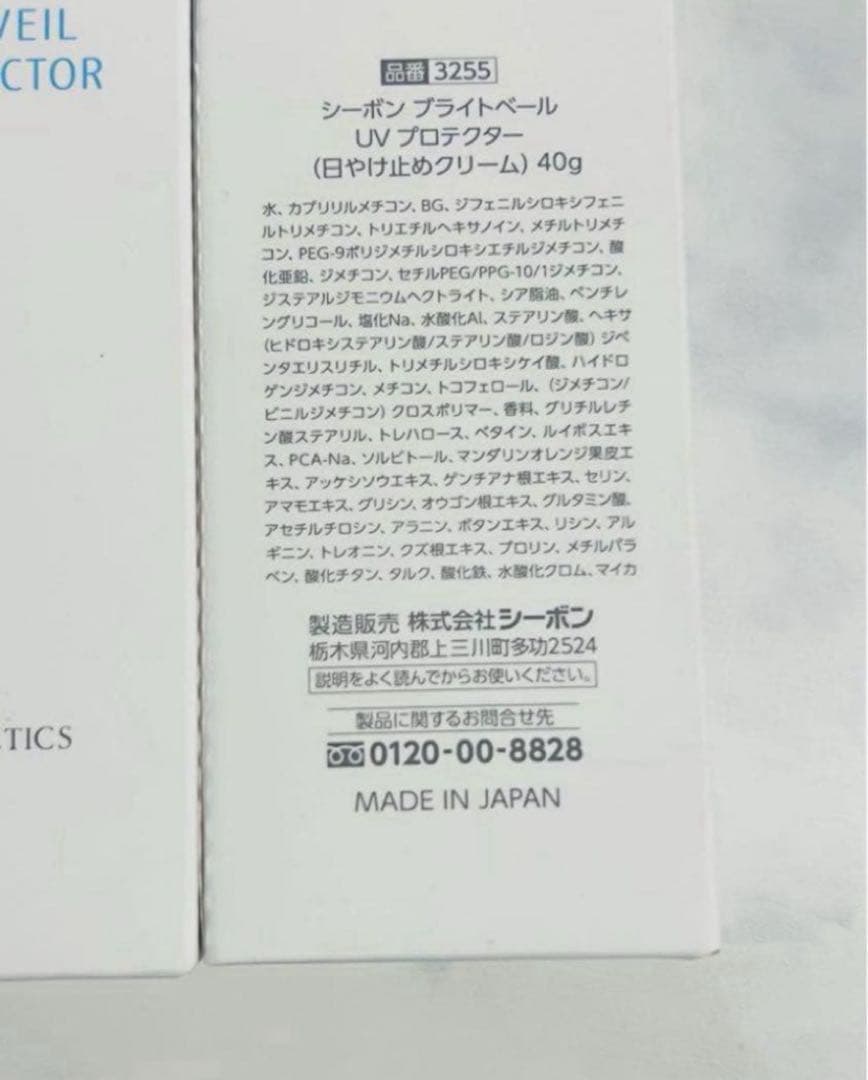 VEIL
CTOR
TICS
品番 3255
シーボン ブライトベール
UV プロテクター
(日やけ止めクリーム) 40g
水、カプリリルメチコン、BG、ジフェニルシロキシフェニ
ルトリメチコン、トリエチルヘキサノイン、メチルトリメチ
コン、PEG-9ポリジメチルシロキシエチルジメチコン、酸
化亜鉛、ジメチコン、セチルPEG/PPG-10/1ジメチコン、
ジステアルジモニウムヘクトライト、シア脂油、ペンチレ
ングリコール、塩化Na、水酸化Al、ステアリン酸、ヘキサ
(ヒドロキシステアリン酸/ステアリン酸/ロジン酸) ジペ
ンタエリスリチル、トリメチルシロキシケイ酸、ハイドロ
ゲンジメチコン、メチコン、トコフェロール、(ジメチコン/
ビニルジメチコン) クロスポリマー、香料、グリチルレチ
ン酸ステアリル、トレハロース、ベタイン、ルイボスエキ
ス、PCA-Na、ソルビトール、マンダリンオレンジ果皮エ
キス、アッケシソウエキス、ゲンチアナ根エキス、セリン、
アマモエキス、グリシン、オウゴン根エキス、グルタミン酸、
アセチルチロシン、アラニン、ボタンエキス、リシン、アル
ギニン、トレオニン、クズ根エキス、プロリン、メチルパラ
ベン、酸化チタン、タルク、酸化鉄、水酸化クロム、マイカ
製造販売 株式会社シーボン
栃木県河内郡上三川町多功2524
説明をよく読んでからお使いください。
製品に関するお問合せ先
0120-00-8828
MADE IN JAPAN